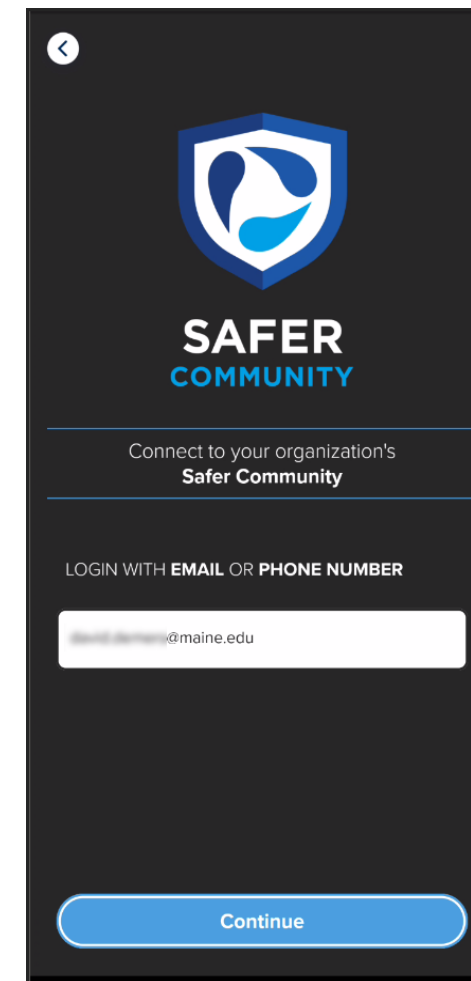 SAFER
COMMUNITY
Connect to your organization's
Safer Community
LOGIN WITH EMAIL OR PHONE NUMBER
@maine.edu
Continue